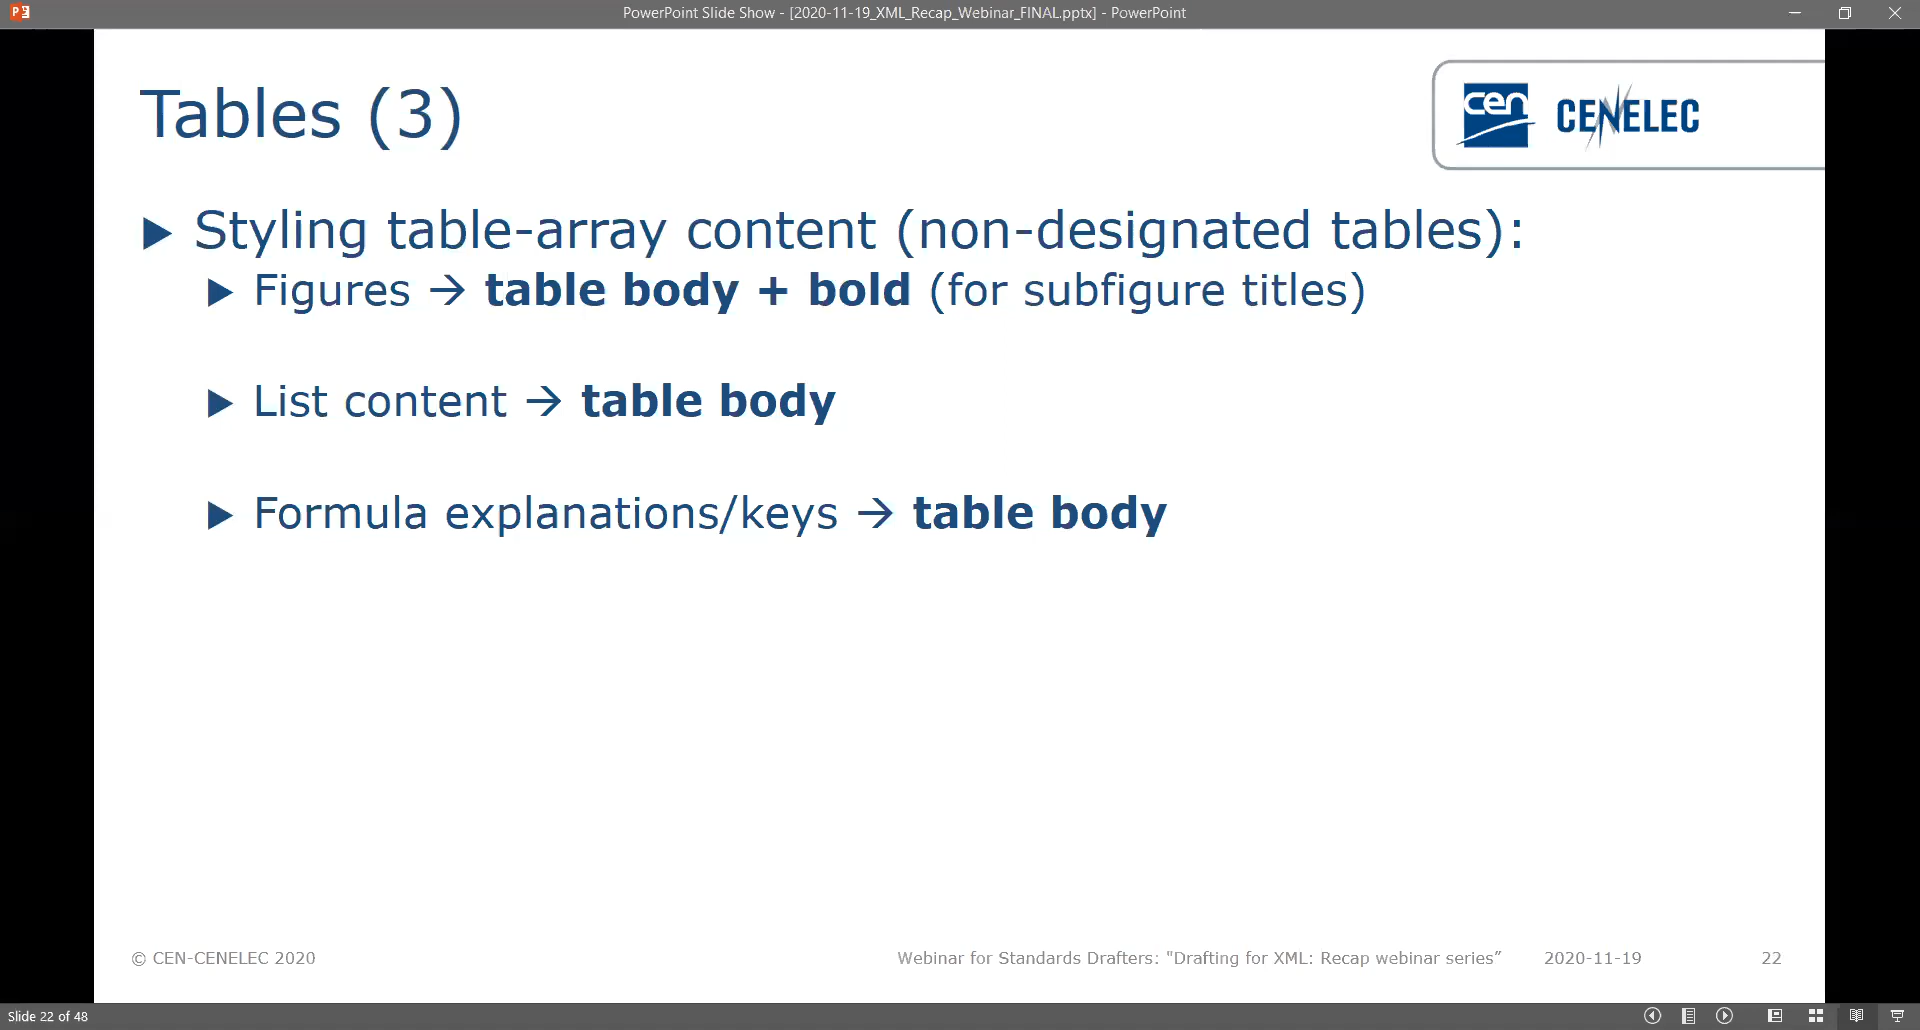 PowerPoint Slide Show - [2020-11-19_XML_Recap_Webinar_FINAL.pptx] - PowerPoint
Tables (3)
cen CENELEC
Styling table-array content (non-designated tables):
Figures → table body + bold (for subfigure titles)
List content → table body
Formula explanations/keys → table body
© CEN-CENELEC 2020
Webinar for Standards Drafters: "Drafting for XML: Recap webinar series” 2020-11-19 22
Slide 22 of 48